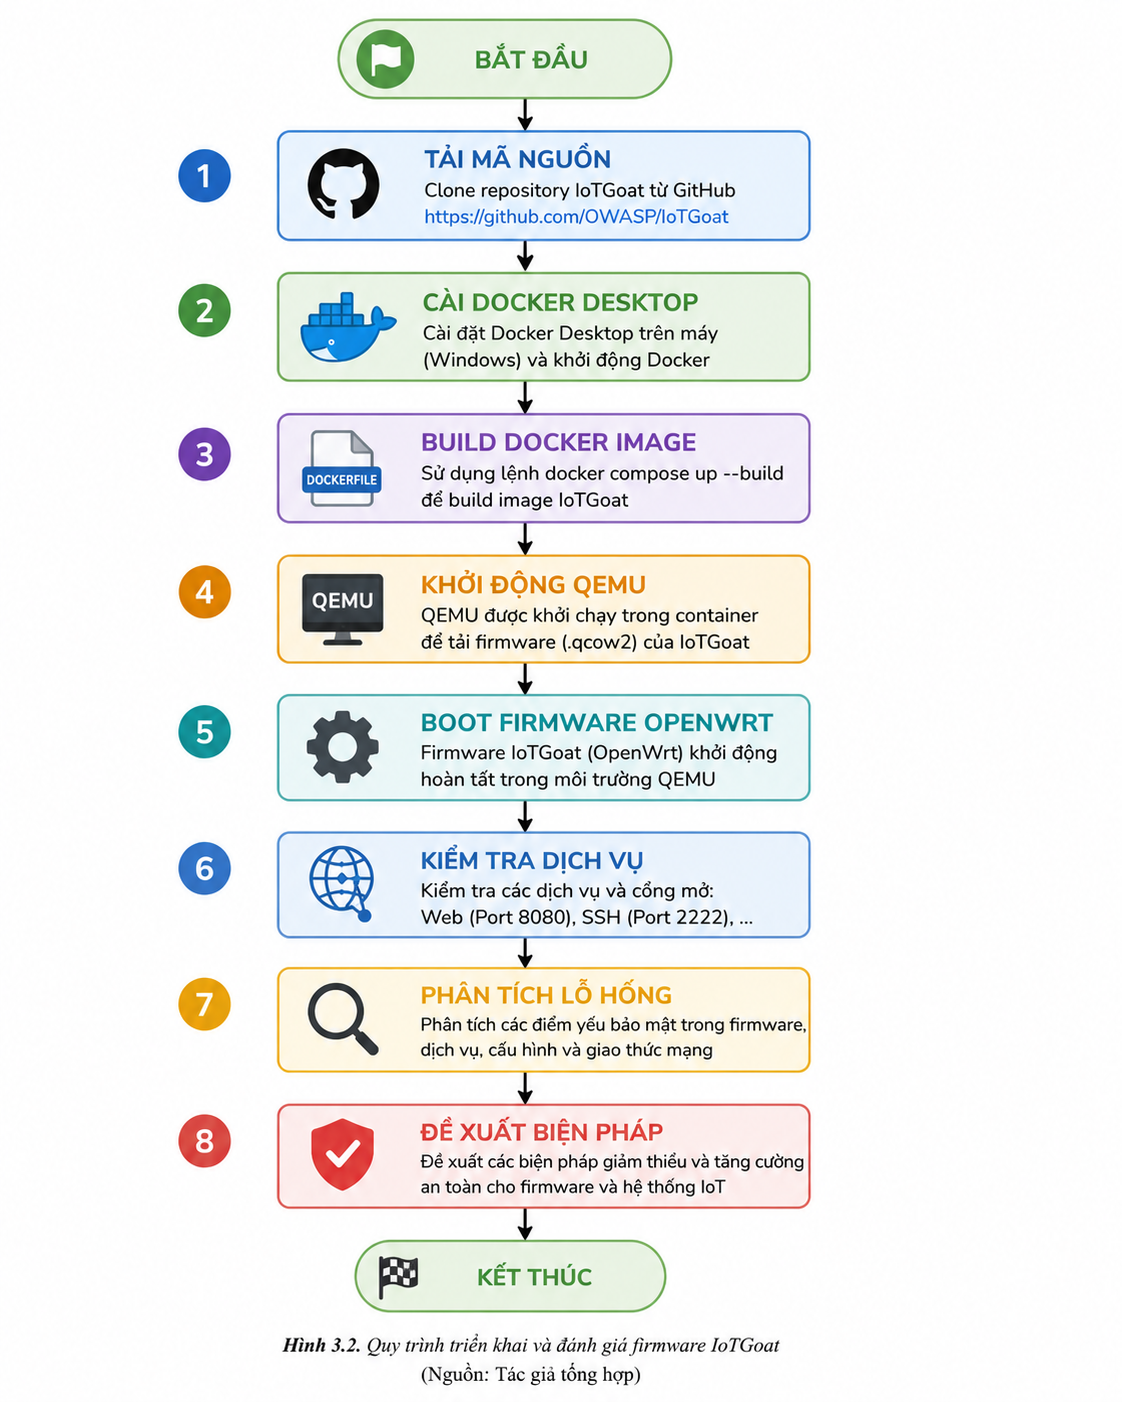 BẮT ĐẦU
1
TẢI MÃ NGUỒN
Clone repository IoTGoat từ GitHub
https://github.com/OWASP/IoTGoat
2
CÀI DOCKER DESKTOP
Cài đặt Docker Desktop trên máy
(Windows) và khởi động Docker
3
DOCKERFILE
BUILD DOCKER IMAGE
Sử dụng lệnh docker compose up --build
để build image IoTGoat
4
QEMU
KHỞI ĐỘNG QEMU
QEMU được khởi chạy trong container
để tải firmware (.qcow2) của IoTGoat
5
BOOT FIRMWARE OPENWRT
Firmware IoTGoat (OpenWrt) khởi động
hoàn tất trong môi trường QEMU
6
KIỂM TRA DỊCH VỤ
Kiểm tra các dịch vụ và cổng mở:
Web (Port 8080), SSH (Port 2222), ...
7
PHÂN TÍCH LỖ HỐNG
Phân tích các điểm yếu bảo mật trong firmware,
dịch vụ, cấu hình và giao thức mạng
8
ĐỀ XUẤT BIỆN PHÁP
Đề xuất các biện pháp giảm thiểu và tăng cường
an toàn cho firmware và hệ thống IoT
KẾT THÚC
Hình 3.2. Quy trình triển khai và đánh giá firmware IoTGoat
(Nguồn: Tác giả tổng hợp)